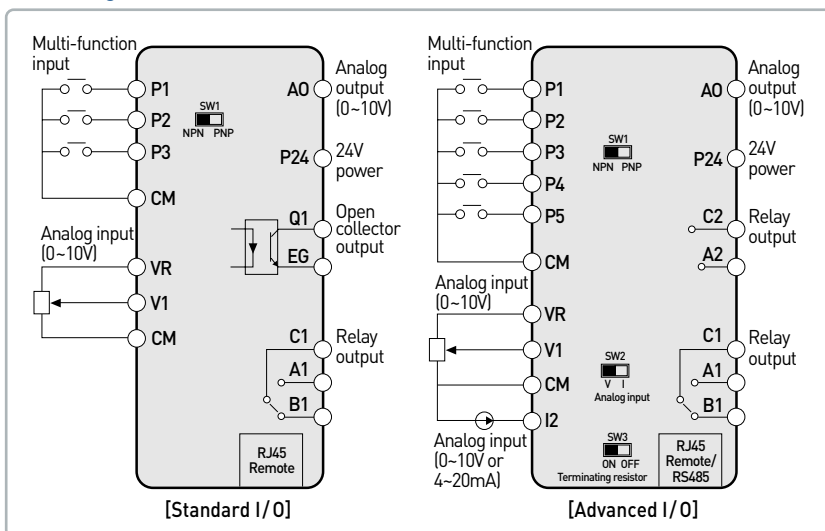 Multi-function
input
P1
P2
P3
CM
SW1
NPN PNP
Analog input
(0~10V)
VR
V1
CM
AO
Analog
output
(0~10V)
P24
24V
power
Q1
EG
Open
collector
output
C1
A1
B1
Relay
output
RJ45
Remote
[Standard I/O]
Multi-function
input
P1
P2
P3
P4
P5
CM
SW1
NPN PNP
Analog input
(0~10V)
VR
V1
CM
I2
Analog input
(0~10V or
4~20mA)
AO
Analog
output
(0~10V)
P24
24V
power
C2
A2
Relay
output
C1
A1
B1
Relay
output
SW2
V I
Analog input
SW3
ON OFF
Terminating resistor
RJ45
Remote/
RS485
[Advanced I/O]